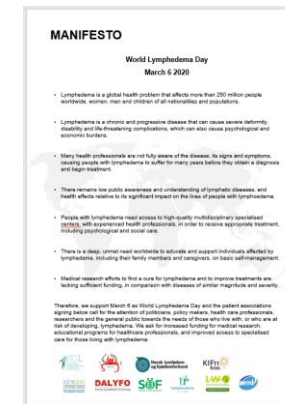 MANIFESTO
World Lymphedema Day
March 6 2020
• Lymphedema is a global health problem that affects more than 250 million people
worldwide, women, men and children of all nationalities and populations.
• Lymphedema is a chronic and progressive disease that can cause severe deformity,
disability and life-threatening complications, which can also cause psychological and
economic burdens.
• Many health professionals are not fully aware of the disease, its signs and symptoms,
causing people with lymphedema to suffer for many years before they obtain a diagnosis
and begin treatment.
• There remains low public awareness and understanding of lymphatic diseases, and
health effects relative to its significant impact on the lives of people with lymphoedema.
• People with lymphedema need access to high-quality multidisciplinary specialised
centers, with experienced health professionals, in order to receive appropriate treatment,
including psychological and social care.
• There is a deep, unmet need worldwide to educate and support individuals affected by
lymphedema, including their family members and caregivers, on basic self-management.
• Medical research efforts to find a cure for lymphedema and to improve treatments are
lacking sufficient funding, in comparison with diseases of similar magnitude and severity.
Therefore, we support March 6 as World Lymphedema Day and the patient associations
signing below call for the attention of politicians, policy makers, health care professionals,
researchers and the general public towards the needs of those who live with, or who are at
risk of developing, lymphedema. We ask for increased funding for medical research,
educational programs for healthcare professionals, and improved access to specialised
care for those living with lymphedema.
Norsk Lymfødem-
og Lipødemforbund
DALYFO
SÖF